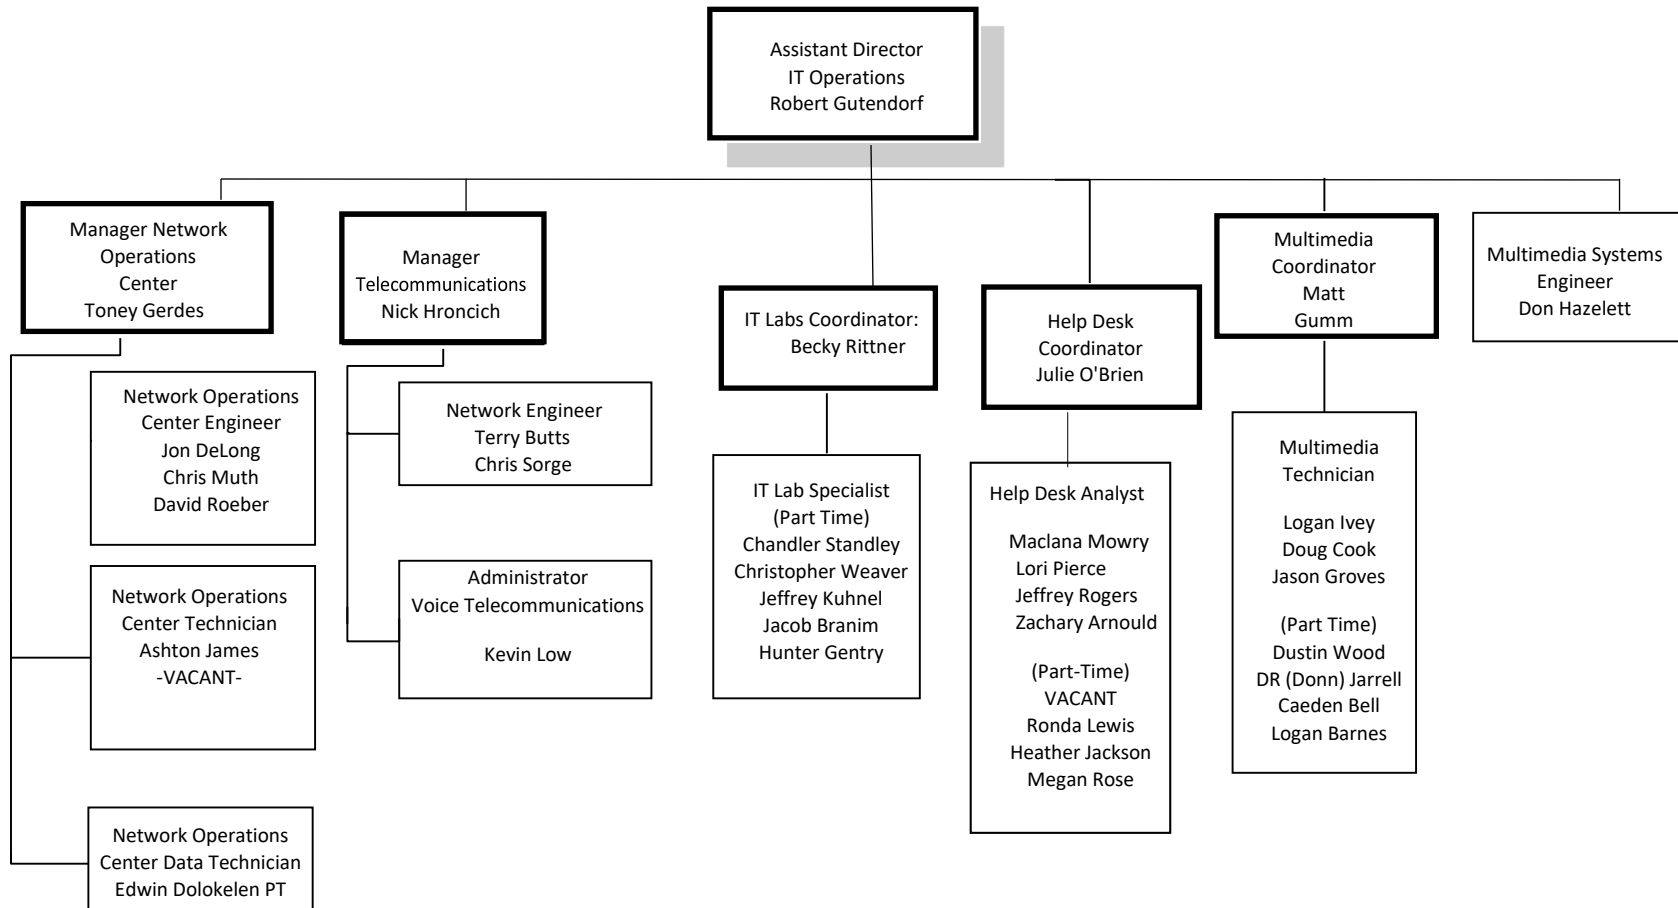 Assistant Director
IT Operations
Robert Gutendorf
Manager Network
Operations
Center
Toney Gerdes
Manager
Telecommunications
Nick Hroncich
IT Labs Coordinator:
Becky Rittner
Help Desk
Coordinator
Julie O'Brien
Multimedia
Coordinator
Matt
Gumm
Multimedia Systems
Engineer
Don Hazelett
Network Operations
Center Engineer
Jon DeLong
Chris Muth
David Roeber
Network Operations
Center Technician
Ashton James
-VACANT-
Network Operations
Center Data Technician
Edwin Dolokelen PT
Network Engineer
Terry Butts
Chris Sorge
Administrator
Voice Telecommunications
Kevin Low
IT Lab Specialist
(Part Time)
Chandler Standley
Christopher Weaver
Jeffrey Kuhnel
Jacob Branim
Hunter Gentry
Help Desk Analyst
Maclana Mowry
Lori Pierce
Jeffrey Rogers
Zachary Arnould
(Part-Time)
VACANT
Ronda Lewis
Heather Jackson
Megan Rose
Multimedia
Technician
Logan Ivey
Doug Cook
Jason Groves
(Part Time)
Dustin Wood
DR (Donn) Jarrell
Caeden Bell
Logan Barnes